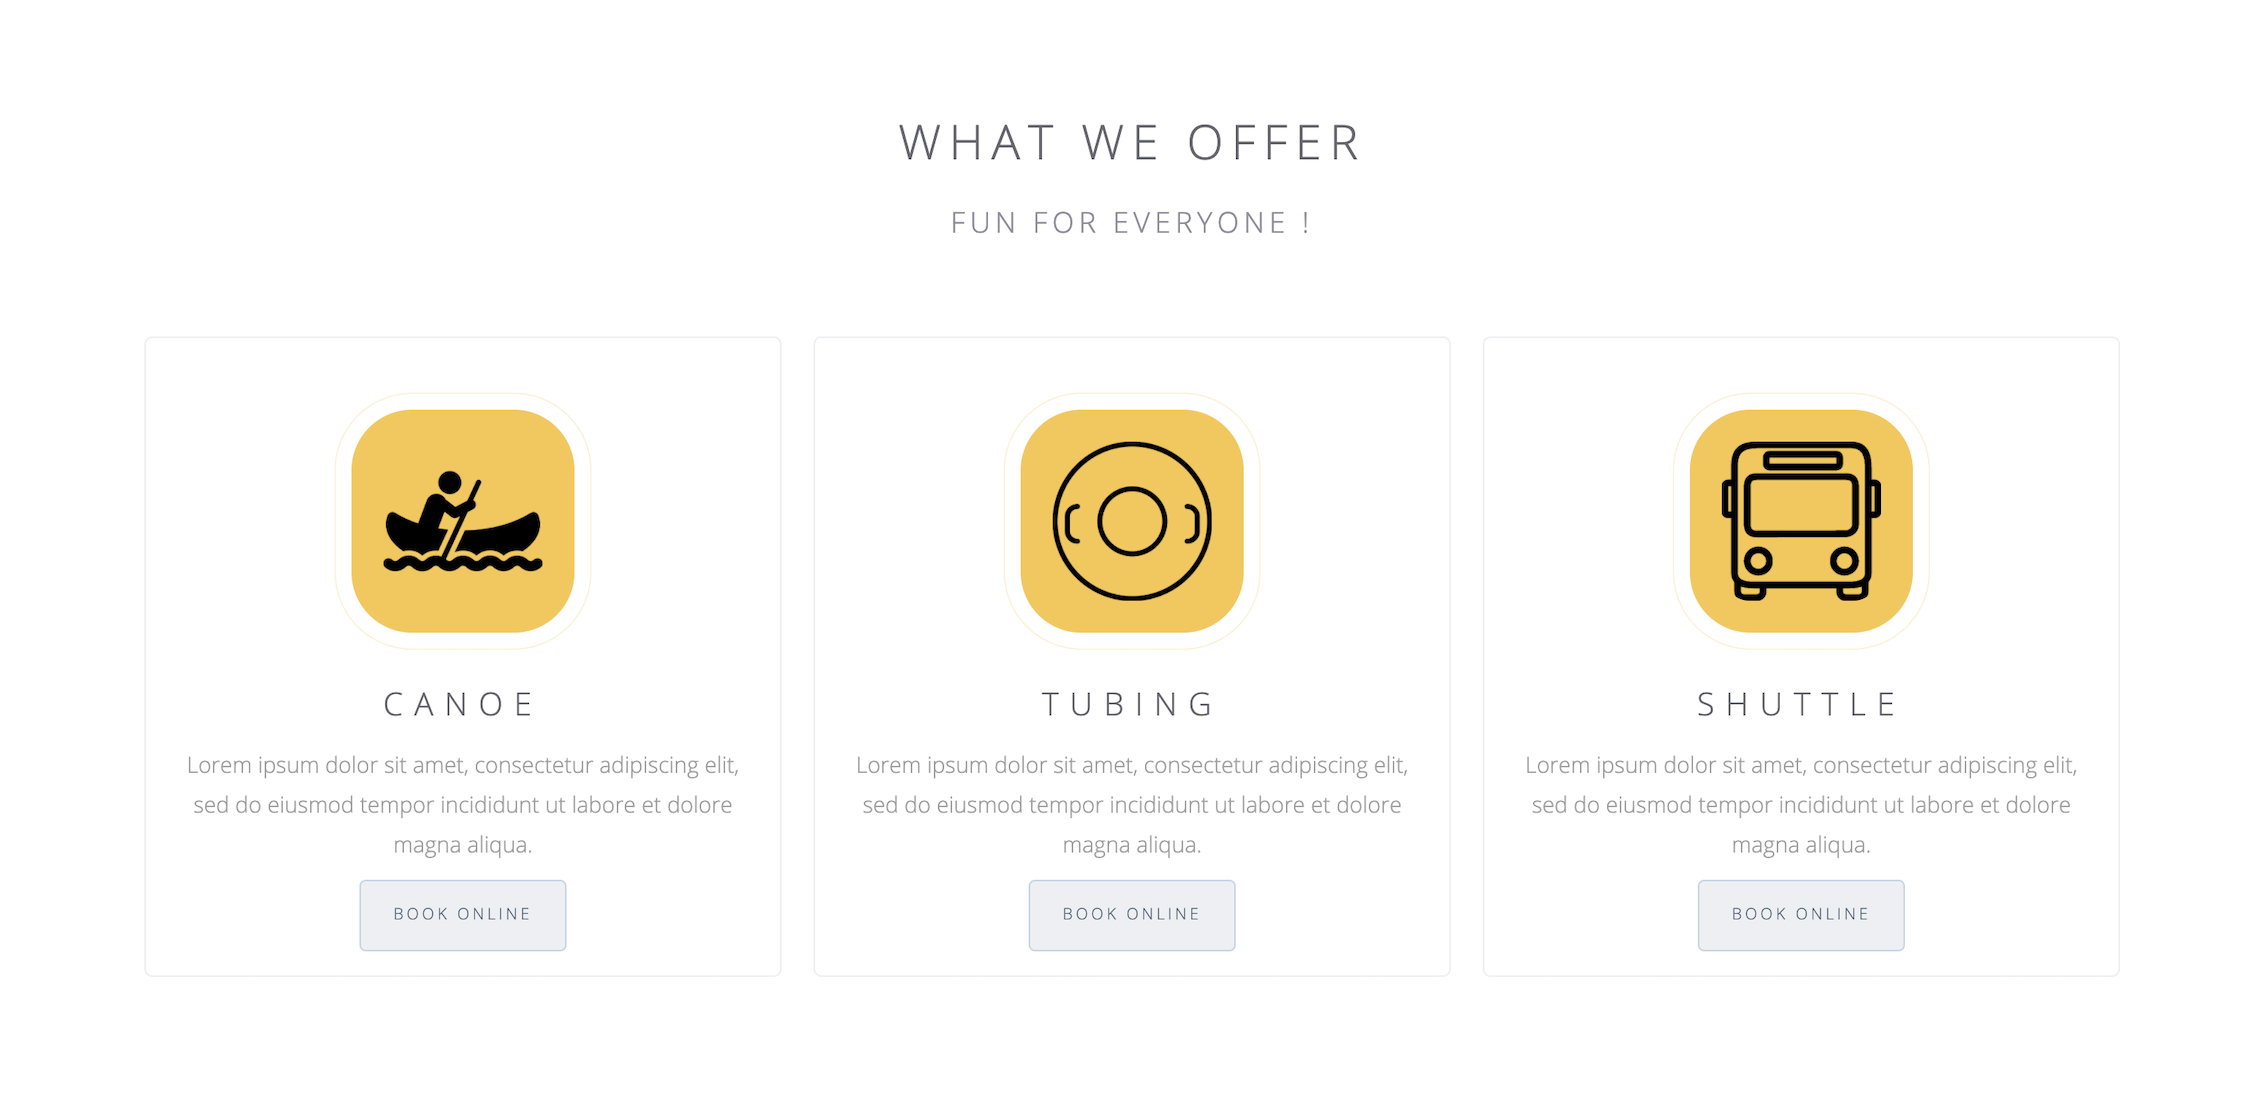 WHAT WE OFFER
FUN FOR EVERYONE !
CANOE
Lorem ipsum dolor sit amet, consectetur adipiscing elit,
sed do eiusmod tempor incididunt ut labore et dolore
magna aliqua.
BOOK ONLINE
TUBING
Lorem ipsum dolor sit amet, consectetur adipiscing elit,
sed do eiusmod tempor incididunt ut labore et dolore
magna aliqua.
BOOK ONLINE
SHUTTLE
Lorem ipsum dolor sit amet, consectetur adipiscing elit,
sed do eiusmod tempor incididunt ut labore et dolore
magna aliqua.
BOOK ONLINE